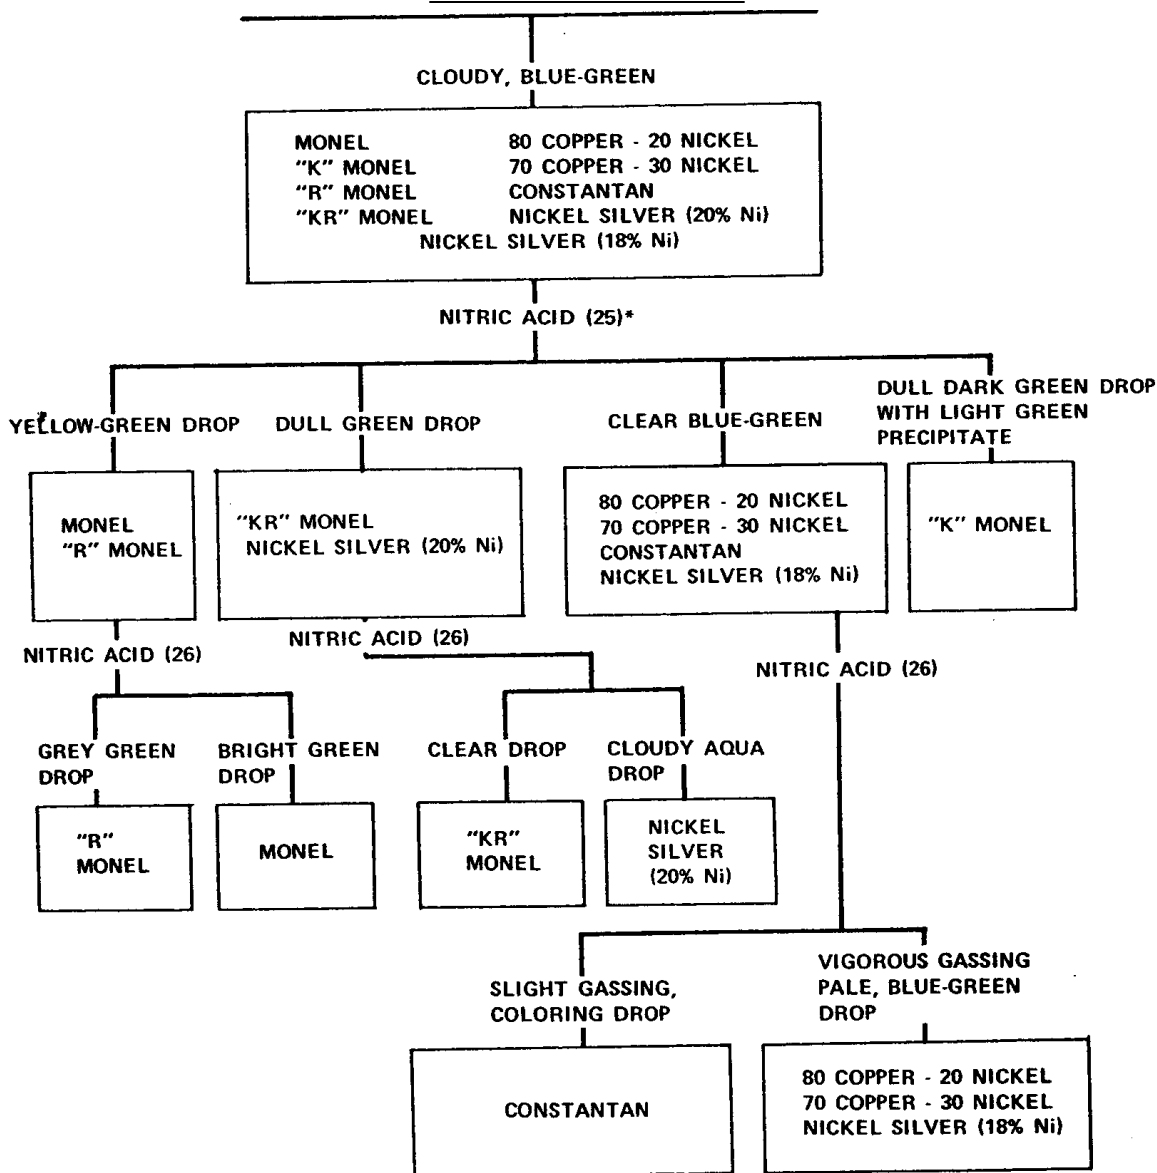 CLOUDY, BLUE-GREEN
MONEL 80 COPPER - 20 NICKEL
"K" MONEL 70 COPPER - 30 NICKEL
"R" MONEL CONSTANTAN
"KR" MONEL NICKEL SILVER (20% Ni)
NICKEL SILVER (18% Ni)
NITRIC ACID (25)*
YELLOW-GREEN DROP
DULL GREEN DROP
CLEAR BLUE-GREEN
DULL DARK GREEN DROP
WITH LIGHT GREEN
PRECIPITATE
MONEL
"R" MONEL
"KR" MONEL
NICKEL SILVER (20% Ni)
80 COPPER - 20 NICKEL
70 COPPER - 30 NICKEL
CONSTANTAN
NICKEL SILVER (18% Ni)
"K" MONEL
NITRIC ACID (26)
NITRIC ACID (26)
NITRIC ACID (26)
GREY GREEN
DROP
BRIGHT GREEN
DROP
CLEAR DROP
CLOUDY AQUA
DROP
"R"
MONEL
MONEL
"KR"
MONEL
NICKEL
SILVER
(20% Ni)
SLIGHT GASSING,
COLORING DROP
VIGOROUS GASSING
PALE, BLUE-GREEN
DROP
CONSTANTAN
80 COPPER - 20 NICKEL
70 COPPER - 30 NICKEL
NICKEL SILVER (18% Ni)